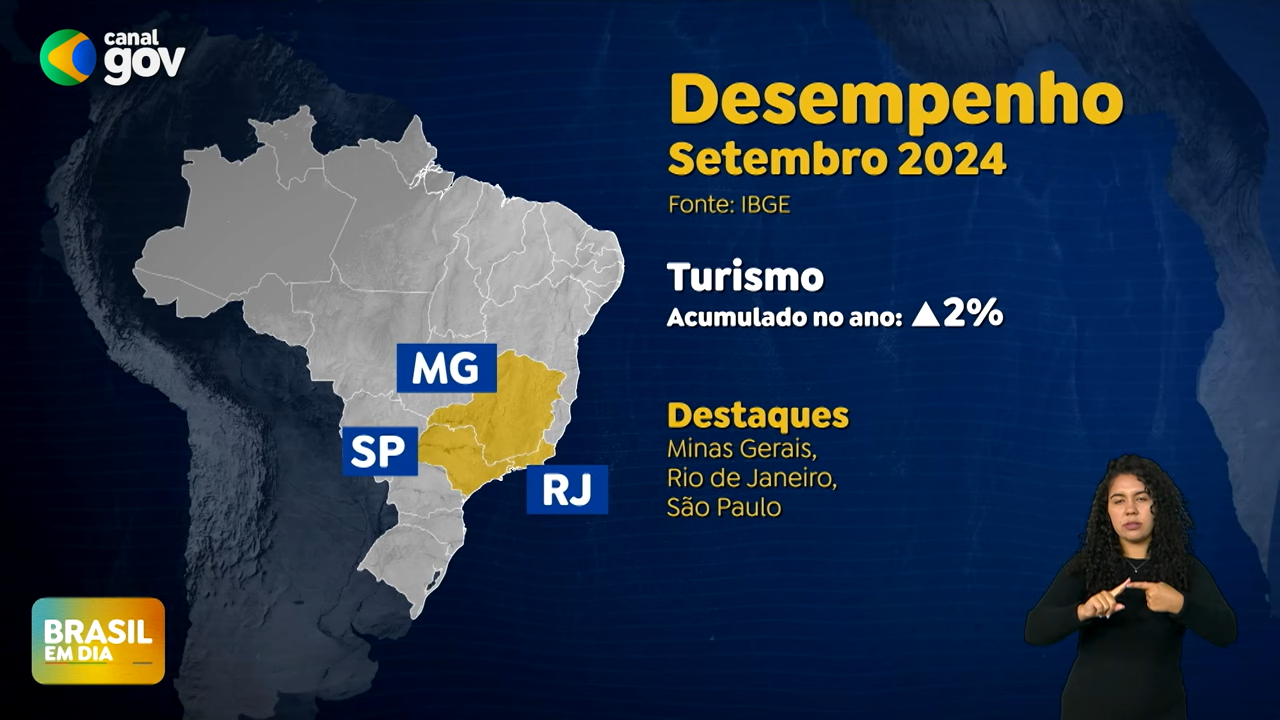 canal
gov
Desempenho
Setembro 2024
Fonte: IBGE
Turismo
Acumulado no ano: ▲2%
MG
SP
RJ
Destaques
Minas Gerais,
Rio de Janeiro,
São Paulo
BRASIL
EM DIA